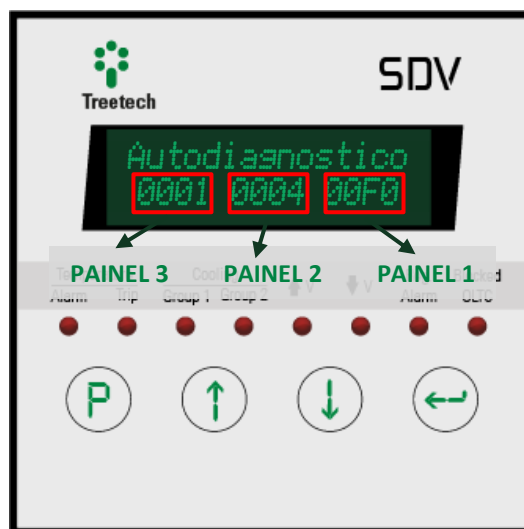 Treetech
SDV
Autodiagnostico
0001 0004 00F0
PAINEL 3 PAINEL 2 PAINEL 1
Alarm Trip Group 1 Group 2 V V Alarm OLTC
P